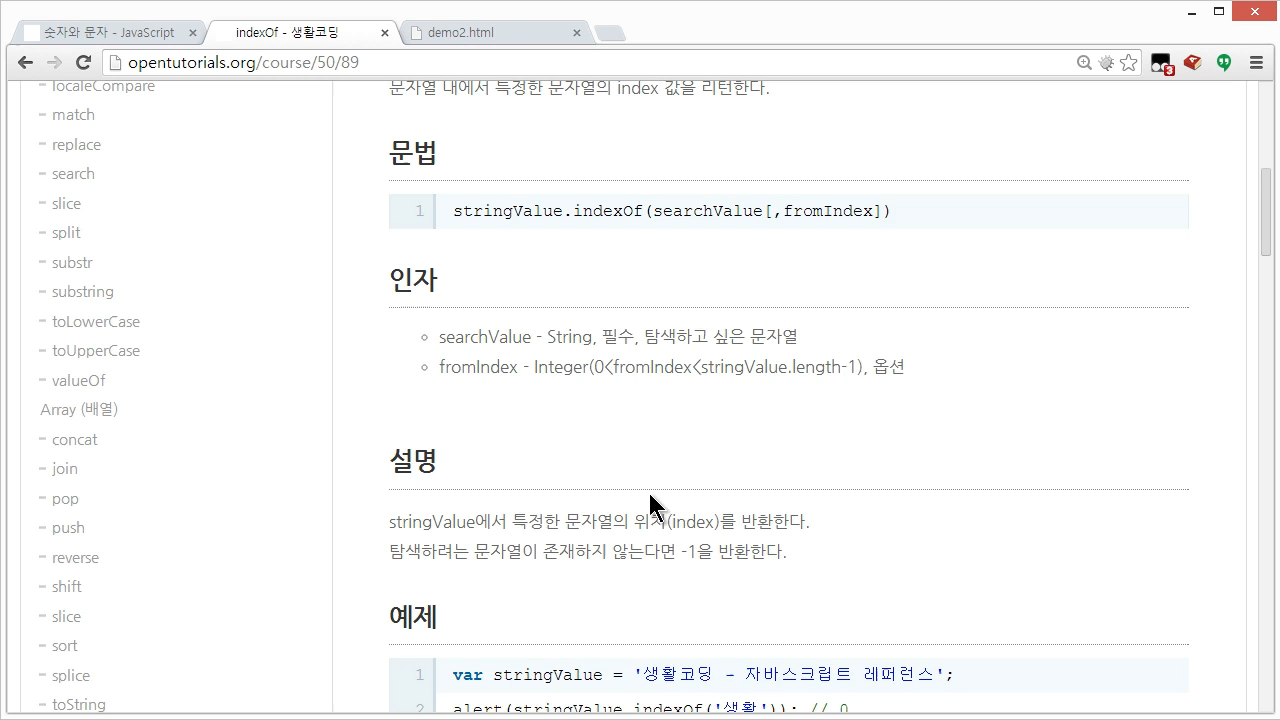 숫자와 문자 - JavaScript
indexOf - 생활코딩
demo2.html
opentutorials.org/course/50/89
3
localeCompare
match
replace
search
slice
split
substr
substring
toLowerCase
toUpperCase
valueOf
Array (배열)
concat
join
pop
push
reverse
shift
slice
sort
splice
toString
문자열 내에서 특정한 문자열의 index 값을 리턴한다.
문법
1 stringValue.indexOf(searchValue[,fromIndex])
인자
searchValue - String, 필수, 탐색하고 싶은 문자열
fromIndex - Integer(0<fromIndex<stringValue.length-1), 옵션
설명
stringValue에서 특정한 문자열의 위치(index)를 반환한다.
탐색하려는 문자열이 존재하지 않는다면 -1을 반환한다.
예제
1 var stringValue = '생활코딩 - 자바스크립트 레퍼런스';
2 alert(stringValue.indexOf('생활')); // 0